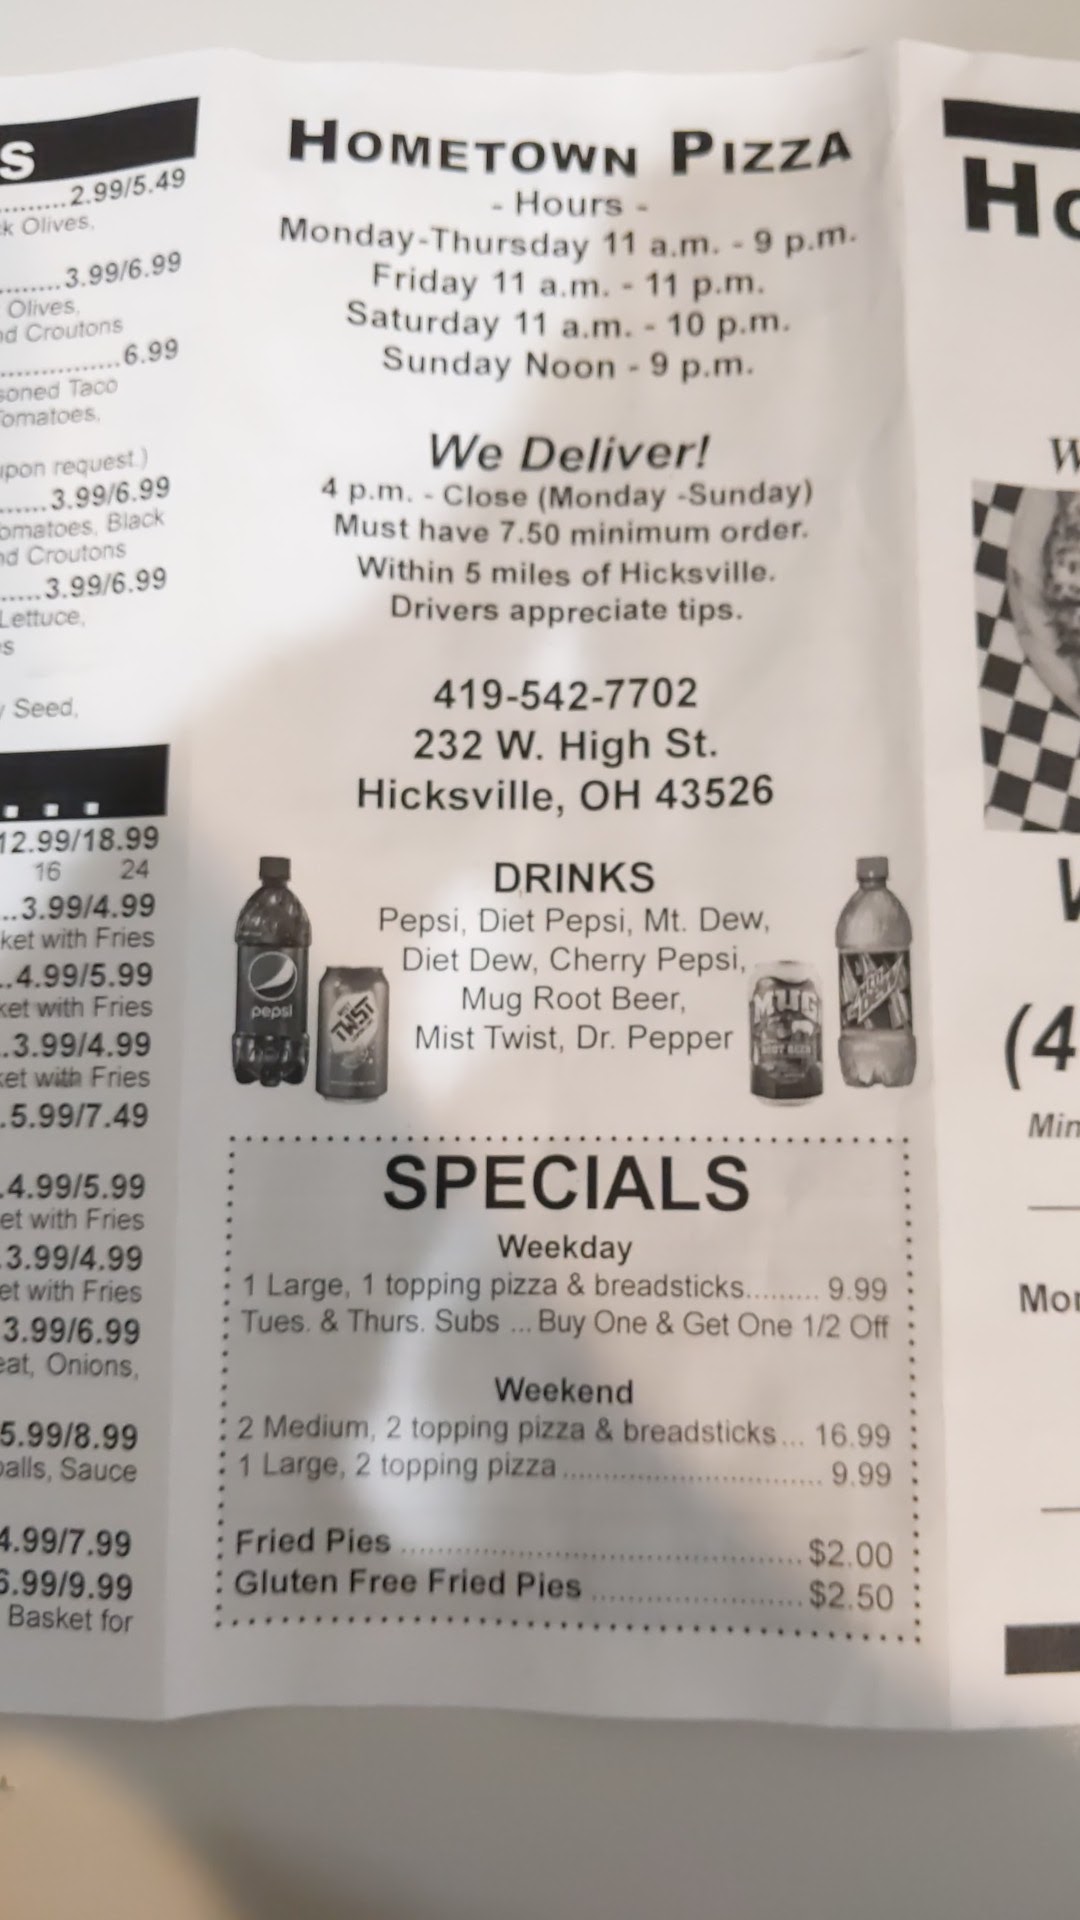 S
2.99/5.49
k Olives,
3.99/6.99
Olives,
nd Croutons
6.99
soned Taco
Tomatoes,
upon request.)
3.99/6.99
omatoes, Black
nd Croutons
3.99/6.99
Lettuce,
s
y Seed,
12.99/18.99
16 24
...3.99/4.99
ket with Fries
..4.99/5.99
ket with Fries
..3.99/4.99
ket with Fries
.5.99/7.49
.4.99/5.99
et with Fries
.3.99/4.99
et with Fries
3.99/6.99
eat, Onions,
5.99/8.99
balls, Sauce
4.99/7.99
6.99/9.99
Basket for
HOMETOWN PIZZA
- Hours -
Monday-Thursday 11 a.m. - 9 p.m.
Friday 11 a.m. - 11 p.m.
Saturday 11 a.m. - 10 p.m.
Sunday Noon - 9 p.m.
We Deliver!
4 p.m. - Close (Monday -Sunday)
Must have 7.50 minimum order.
Within 5 miles of Hicksville.
Drivers appreciate tips.
419-542-7702
232 W. High St.
Hicksville, OH 43526
DRINKS
Pepsi, Diet Pepsi, Mt. Dew,
Diet Dew, Cherry Pepsi,
Mug Root Beer,
Mist Twist, Dr. Pepper
pepsi
MIST TWIST
MUG
ROOT BEER
SPECIALS
Weekday
1 Large, 1 topping pizza & breadsticks......... 9.99
Tues. & Thurs. Subs ... Buy One & Get One 1/2 Off
Weekend
2 Medium, 2 topping pizza & breadsticks... 16.99
1 Large, 2 topping pizza ................................ 9.99
Fried Pies ................................................ $2.00
Gluten Free Fried Pies ......................... $2.50
Ho
W
(4
Min
Mon